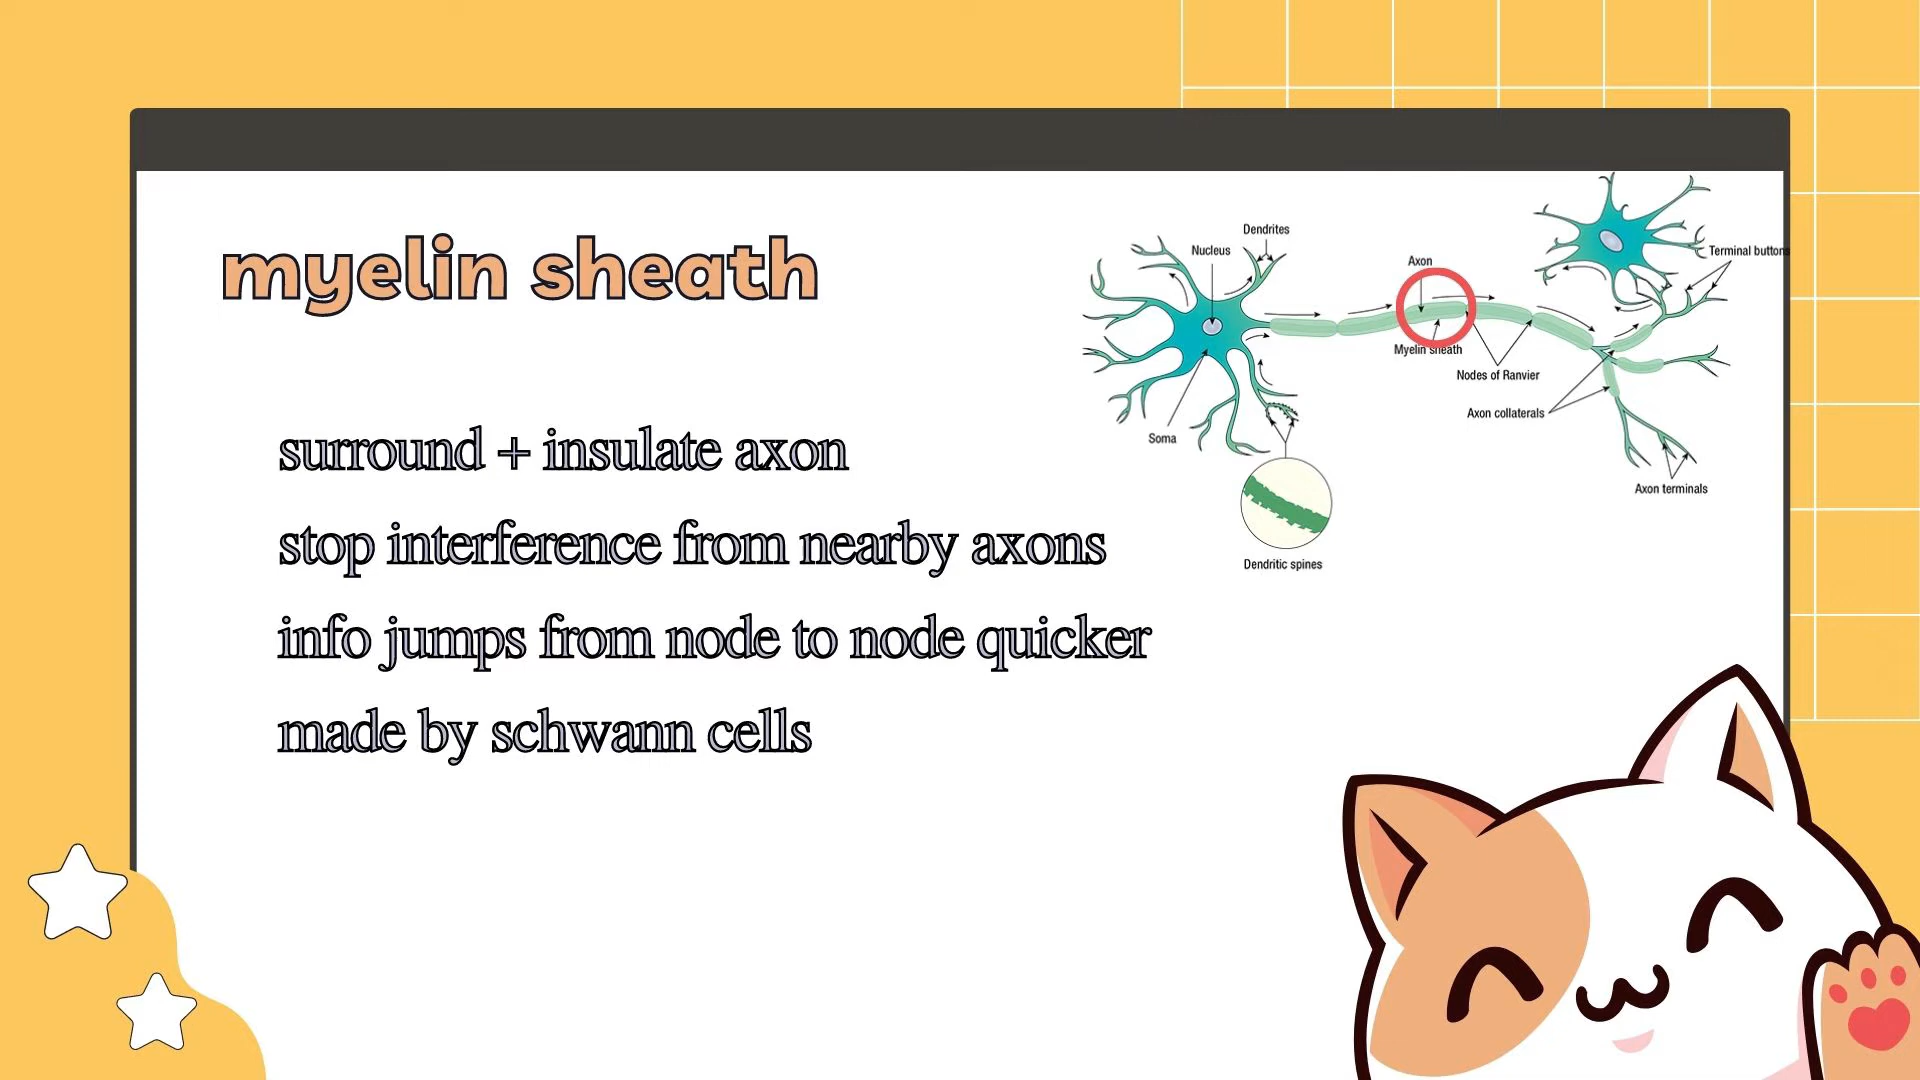 myelin sheath
surround + insulate axon
stop interference from nearby axons
info jumps from node to node quicker
made by schwann cells
Dendrites
Nucleus
Axon
Terminal buttons
Myelin sheath
Nodes of Ranvier
Axon collaterals
Soma
Axon terminals
Dendritic spines